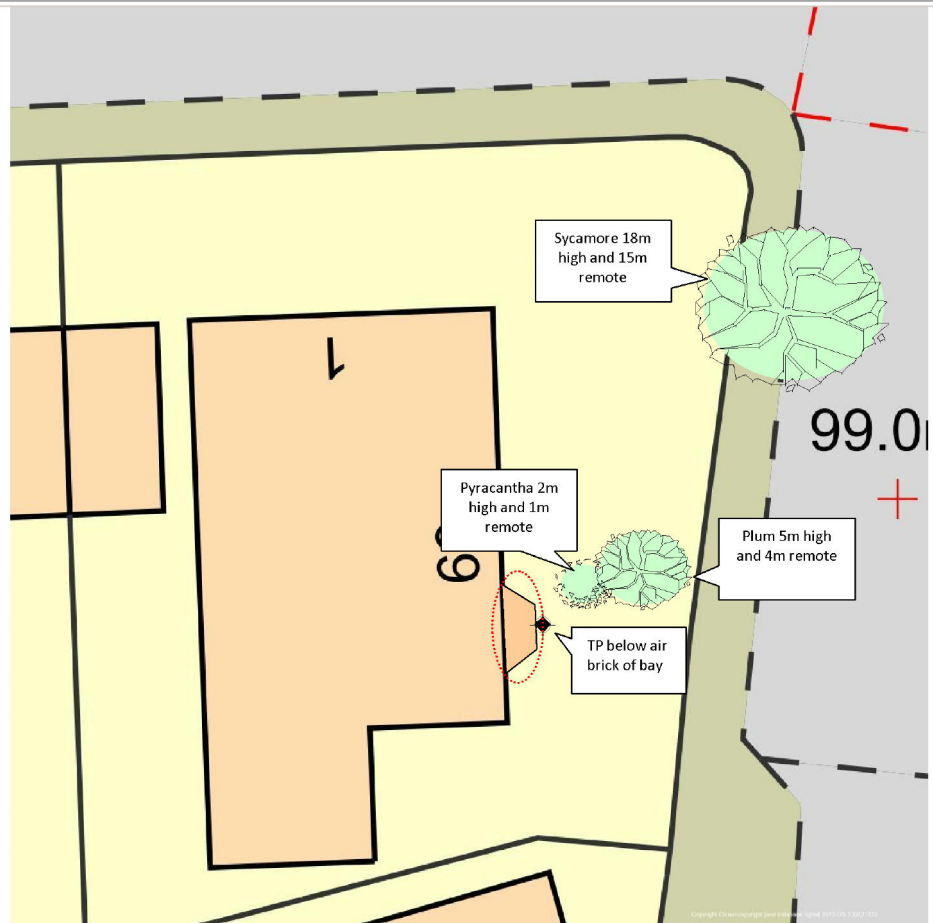 Sycamore 18m
high and 15m
remote
1
99.0
Pyracantha 2m
high and 1m
remote
Plum 5m high
and 4m remote
TP below air
brick of bay